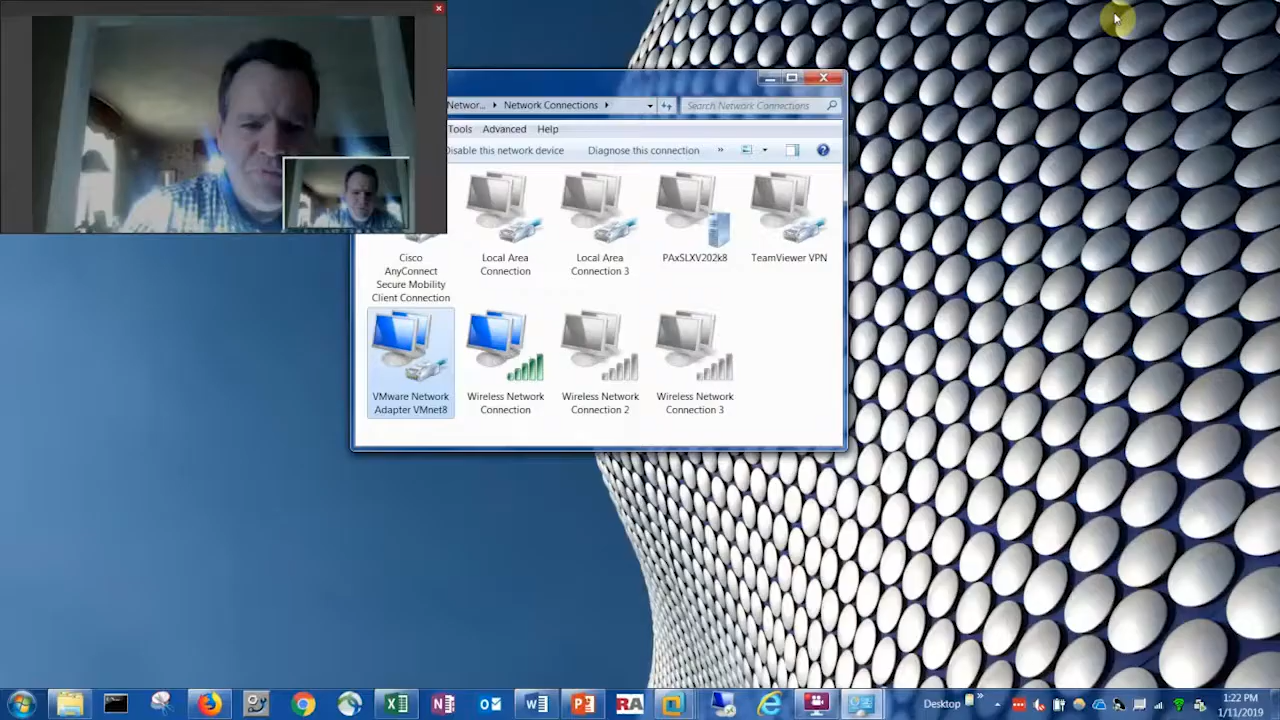 Networ... Network Connections Search Network Connections
Tools Advanced Help
Disable this network device Diagnose this connection »
Cisco
AnyConnect
Secure Mobility
Client Connection
Local Area
Connection
Local Area
Connection 3
PAxSLXV202k8
TeamViewer VPN
VMware Network
Adapter VMnet8
Wireless Network
Connection
Wireless Network
Connection 2
Wireless Network
Connection 3
RA
Desktop »
1:22 PM
1/11/2019